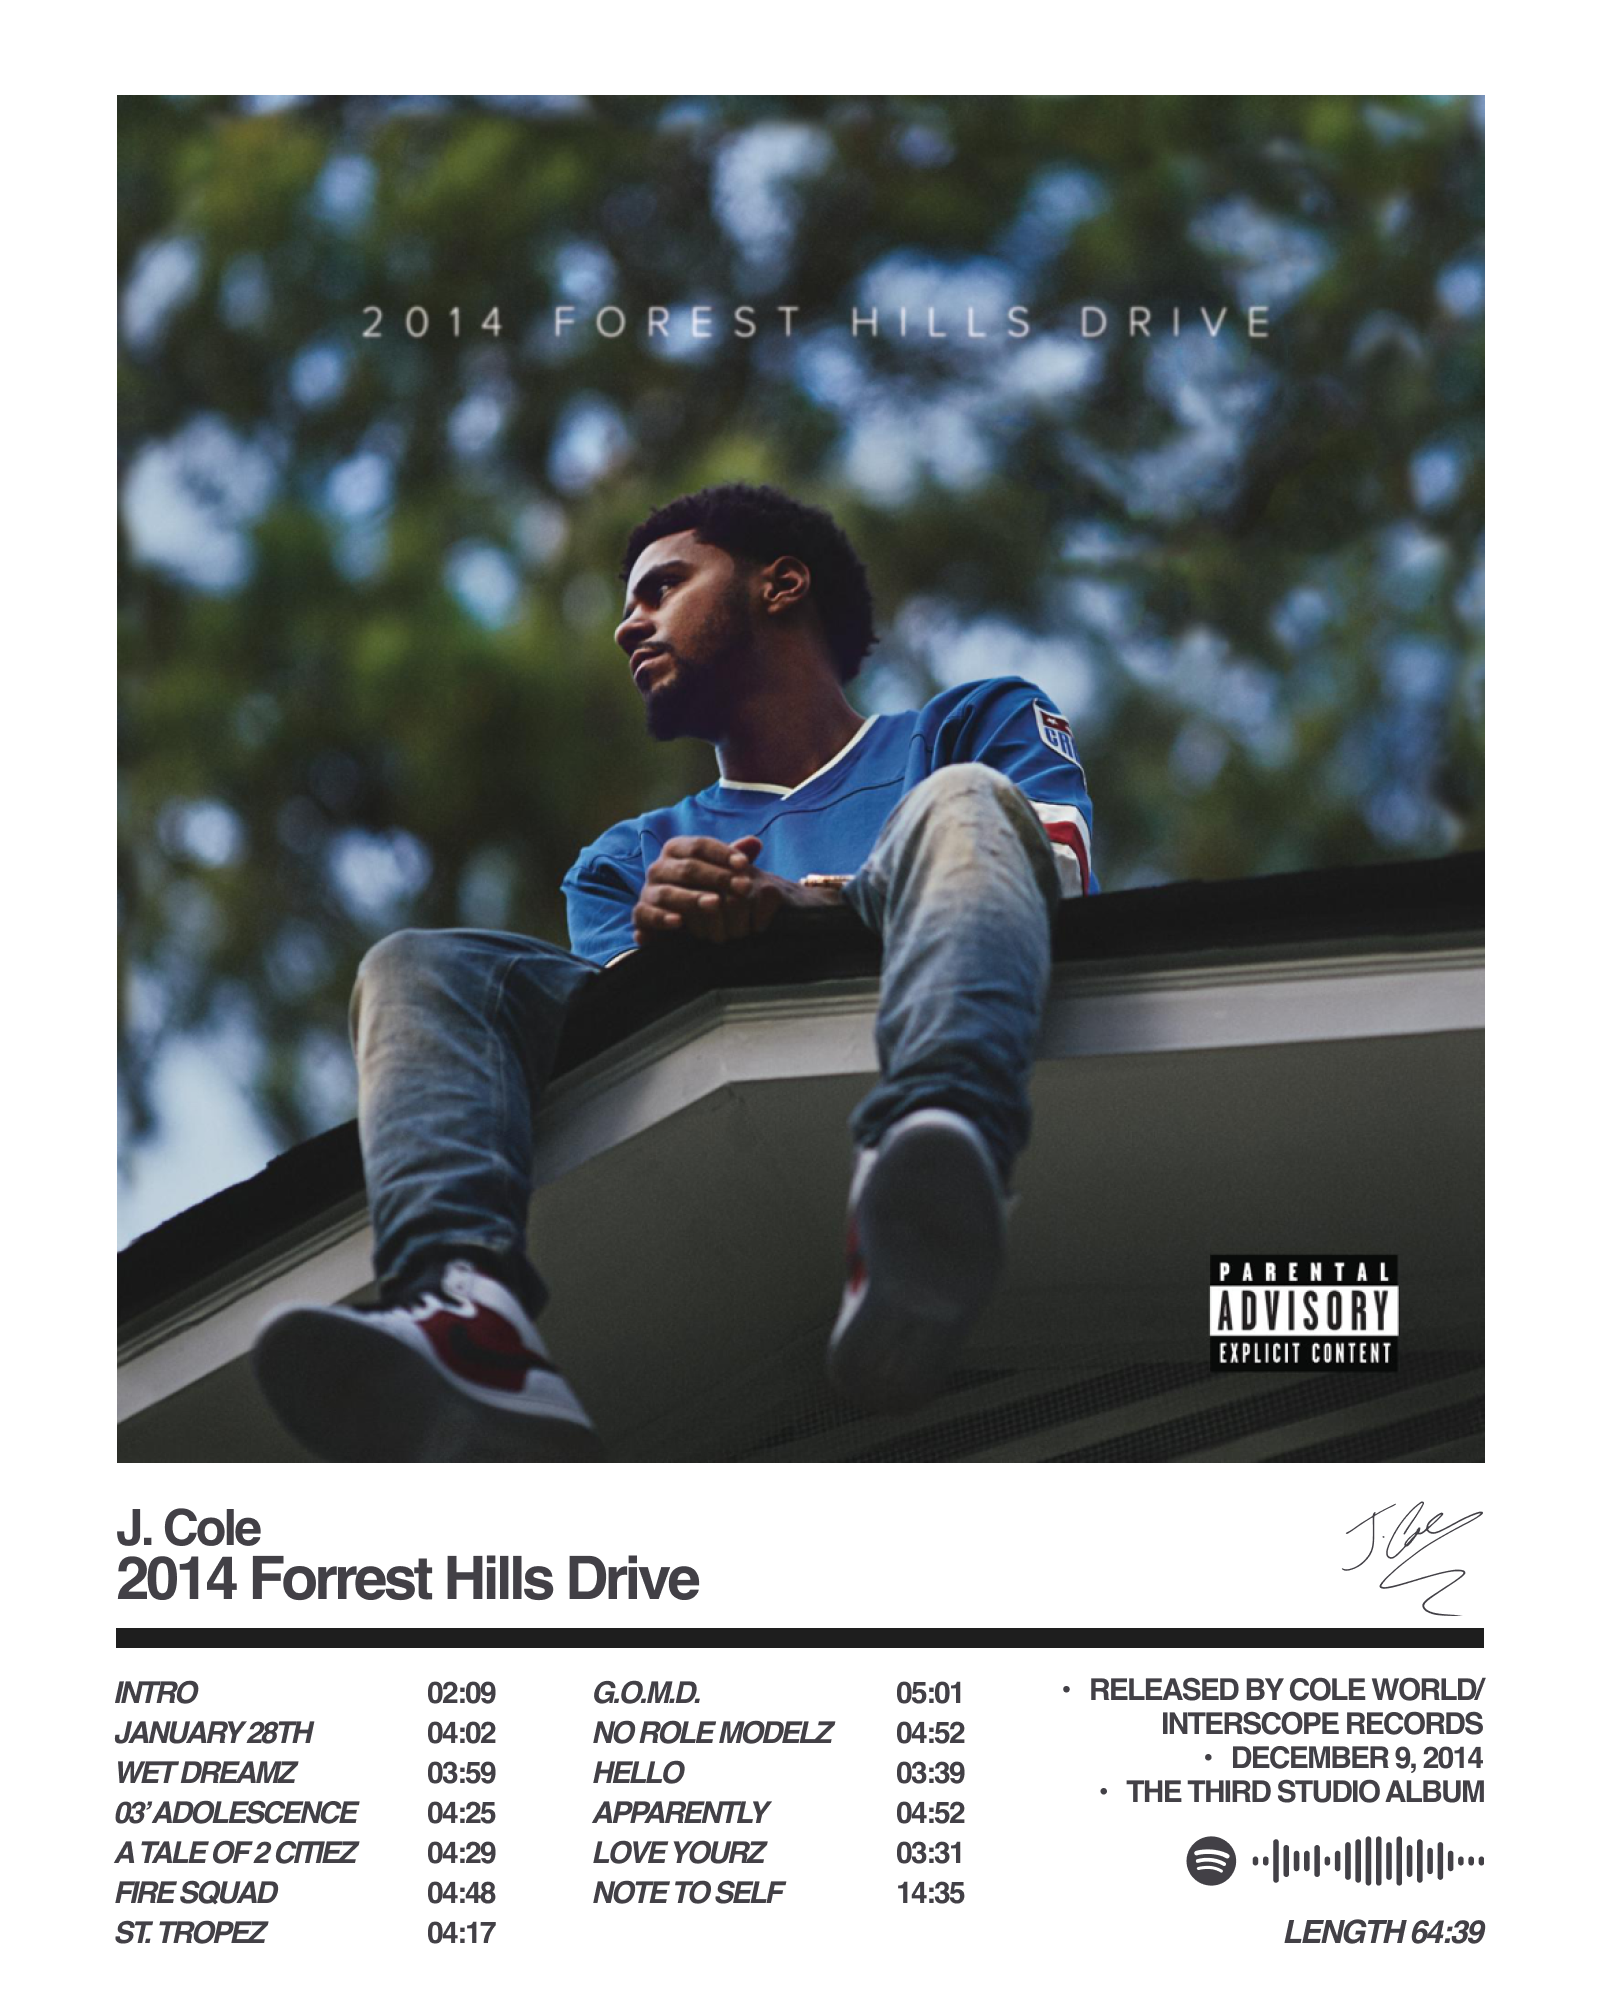 2014 FOREST HILLS DRIVE
PARENTAL
ADVISORY
EXPLICIT CONTENT
J. Cole
2014 Forrest Hills Drive
J. Cole
INTRO 02:09
JANUARY 28TH 04:02
WET DREAMZ 03:59
03' ADOLESCENCE 04:25
A TALE OF 2 CITIEZ 04:29
FIRE SQUAD 04:48
ST. TROPEZ 04:17
G.O.M.D. 05:01
NO ROLE MODELZ 04:52
HELLO 03:39
APPARENTLY 04:52
LOVE YOURZ 03:31
NOTE TO SELF 14:35
• RELEASED BY COLE WORLD/
INTERSCOPE RECORDS
• DECEMBER 9, 2014
• THE THIRD STUDIO ALBUM
LENGTH 64:39